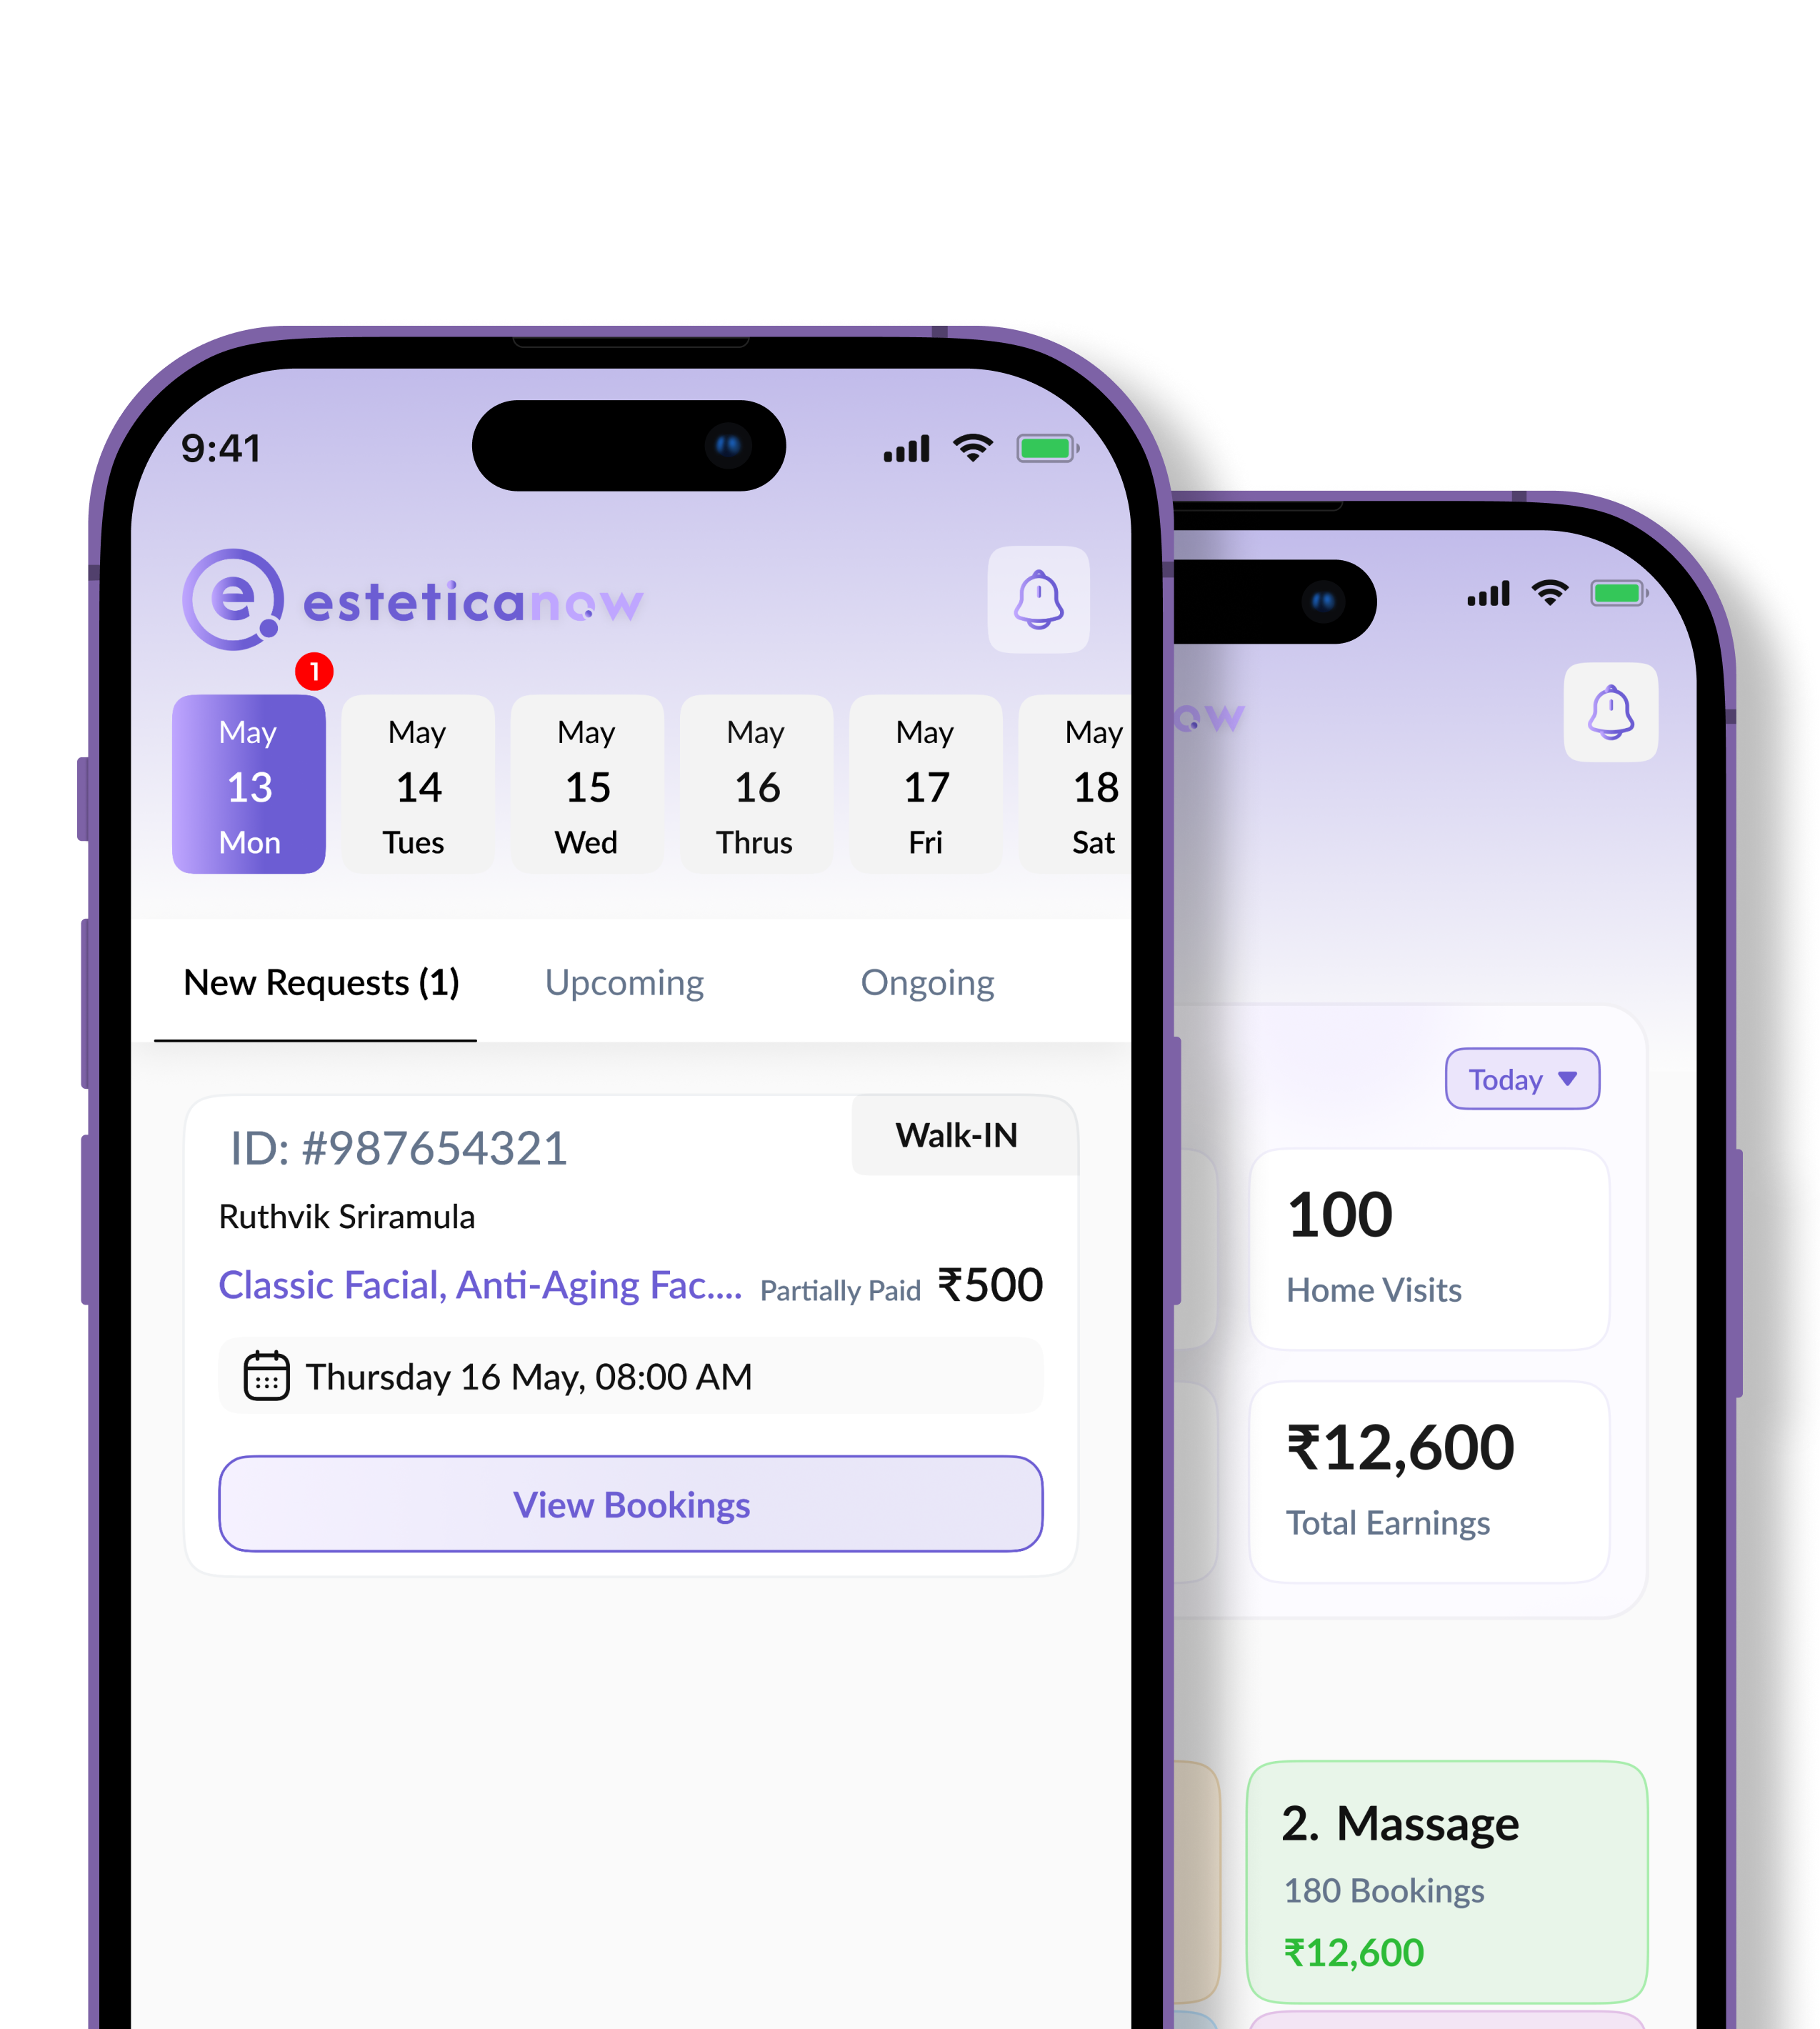 9:41
esteticanow
1
May
13
Mon
May
14
Tues
May
15
Wed
May
16
Thrus
May
17
Fri
May
18
Sat
New Requests (1)
Upcoming
Ongoing
ID: #987654321
Walk-IN
Ruthvik Sriramula
Classic Facial, Anti-Aging Fac....
Partially Paid
₹500
Thursday 16 May, 08:00 AM
View Bookings
ow
Today
100
Home Visits
₹12,600
Total Earnings
2. Massage
180 Bookings
₹12,600